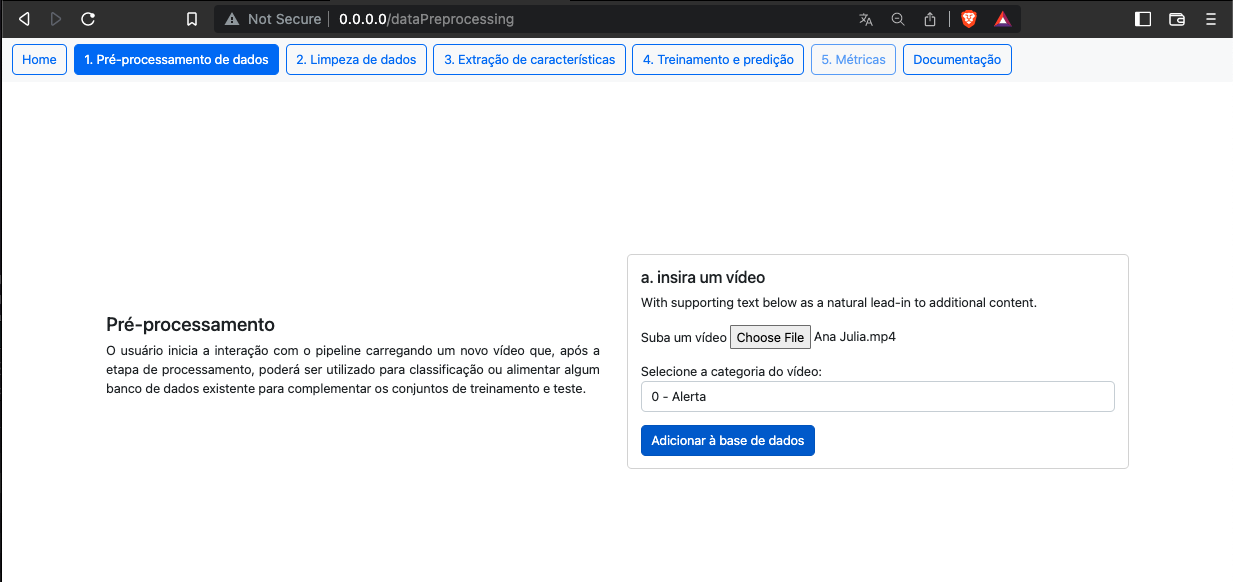 Not Secure 0.0.0.0/dataPreprocessing
Home 1. Pré-processamento de dados 2. Limpeza de dados 3. Extração de características 4. Treinamento e predição 5. Métricas Documentação
Pré-processamento
O usuário inicia a interação com o pipeline carregando um novo vídeo que, após a
etapa de processamento, poderá ser utilizado para classificação ou alimentar algum
banco de dados existente para complementar os conjuntos de treinamento e teste.
a. insira um vídeo
With supporting text below as a natural lead-in to additional content.
Suba um vídeo Choose File Ana Julia.mp4
Selecione a categoria do vídeo:
0 - Alerta
Adicionar à base de dados